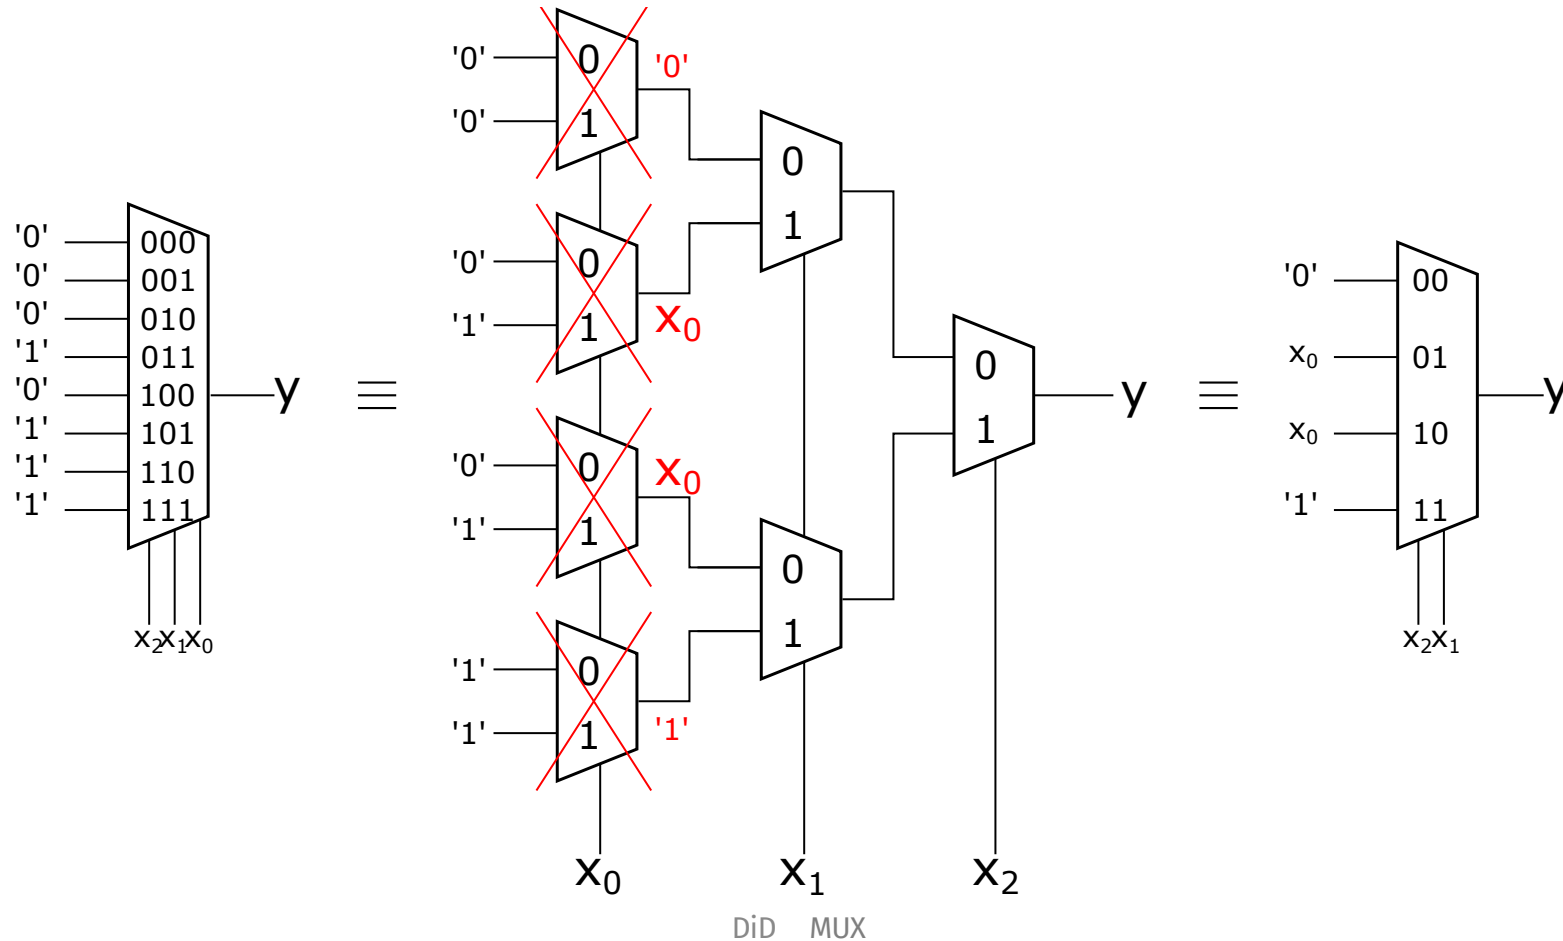 '0' 000
'0' 001
'0' 010
'1' 011
'0' 100
'1' 101
'1' 110
'1' 111
y
x₂x₁x₀
≡
'0' 0 '0'
'0' 1
'0' 0
'1' 1 x₀
'0' 0 x₀
'1' 1
'1' 0
'1' 1 '1'
0
1
0
1
0
1
y
x₀ x₁ x₂
≡
'0' 00
x₀ 01
x₀ 10
'1' 11
y
x₂x₁
DiD MUX